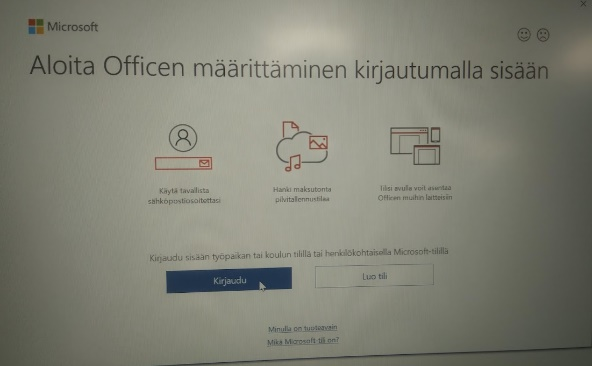 Microsoft
Aloita Officen määrittäminen kirjautumalla sisään
Käytä tavallista
sähköpostiosoitettasi
Hanki maksutonta
pilvitallennustilaa
Tilisi avulla voit asentaa
Officen muihin laitteisiin
Kirjaudu sisään työpaikan tai koulun tilillä tai henkilökohtaisella Microsoft-tilillä
Kirjaudu
Luo tili
Minulla on tuoteavain
Mikä Microsoft-tili on?